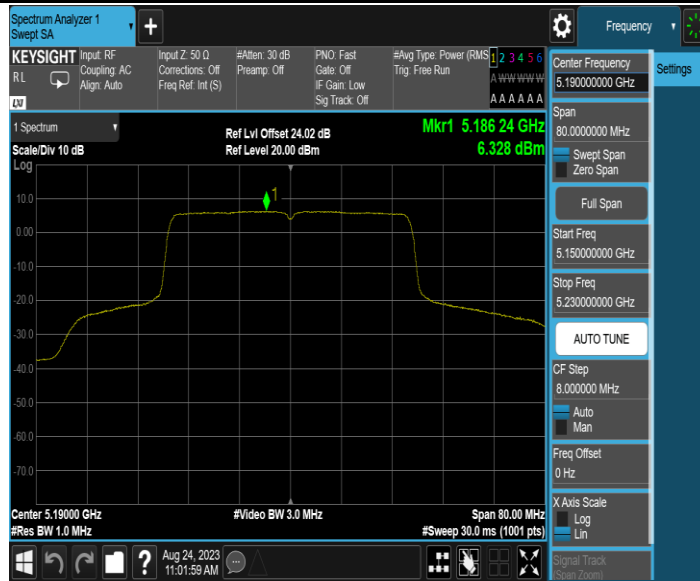 Spectrum Analyzer 1
Swept SA
+
Frequency
KEYSIGHT
RL
LXI
Input: RF
Coupling: AC
Align: Auto
Input Z: 50 Ω
Corrections: Off
Freq Ref: Int (S)
#Atten: 30 dB
Preamp: Off
PNO: Fast
Gate: Off
IF Gain: Low
Sig Track: Off
#Avg Type: Power (RMS
Trig: Free Run
1 2 3 4 5 6
A W W W W W
A A A A A A
Center Frequency
5.190000000 GHz
Settings
Span
80.0000000 MHz
Swept Span
Zero Span
Full Span
Start Freq
5.150000000 GHz
Stop Freq
5.230000000 GHz
AUTO TUNE
CF Step
8.000000 MHz
Auto
Man
Freq Offset
0 Hz
X Axis Scale
Log
Lin
Signal Track
(Span Zoom)
1 Spectrum
Scale/Div 10 dB
Log
Ref Lvl Offset 24.02 dB
Ref Level 20.00 dBm
Mkr1 5.186 24 GHz
6.328 dBm
1
10.0
0.00
-10.0
-20.0
-30.0
-40.0
-50.0
-60.0
-70.0
Center 5.19000 GHz
#Res BW 1.0 MHz
#Video BW 3.0 MHz
Span 80.00 MHz
#Sweep 30.0 ms (1001 pts)
?
Aug 24, 2023
11:01:59 AM